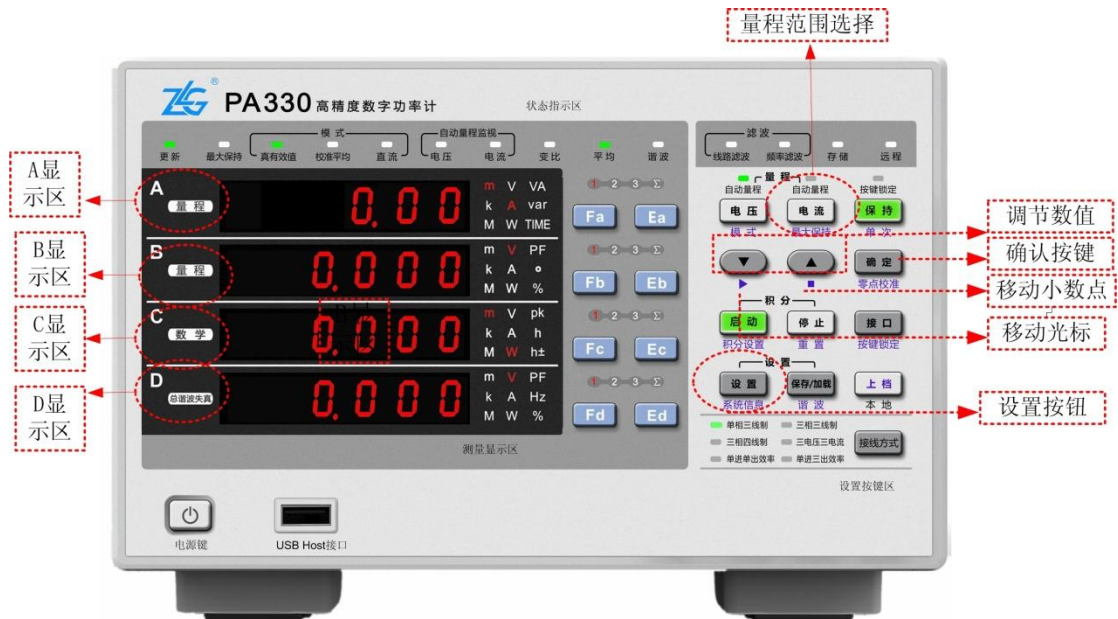 量程范围选择
ZLG®
PA330 高精度数字功率计
状态指示区
模式
自动量程监视
滤波
更新 最大保持 真有效值 校准平均 直流 电压 电流 变比 平均 谐波
线路滤波 频率滤波 存储 远程
A显
示区
B显
示区
C显
示区
D显
示区
A 量程
0.00
m V VA
k A var
M W TIME
1 2 3 Σ
Fa Ea
B 量程
0.000
m V PF
k A °
M W %
1 2 3 Σ
Fb Eb
C 数学
0.000
m V pk
k A h
M W h±
1 2 3 Σ
Fc Ec
D 总谐波失真
0.000
m V PF
k A Hz
M W %
1 2 3 Σ
Fd Ed
测量显示区
量程
自动量程 自动量程 按键锁定
电压 电流 保持
模式 最大保持 单次
▼ ▲ 确定
▶ ■ 零点校准
积分
启动 停止 接口
积分设置 重置 按键锁定
设置
设置 保存/加载 上档
系统信息 谐波 本地
单相三线制 三相三线制
三相四线制 三电压三电流
单进单出效率 单进三出效率
接线方式
设置按键区
调节数值
确认按键
移动小数点
移动光标
设置按钮
电源键
USB Host接口